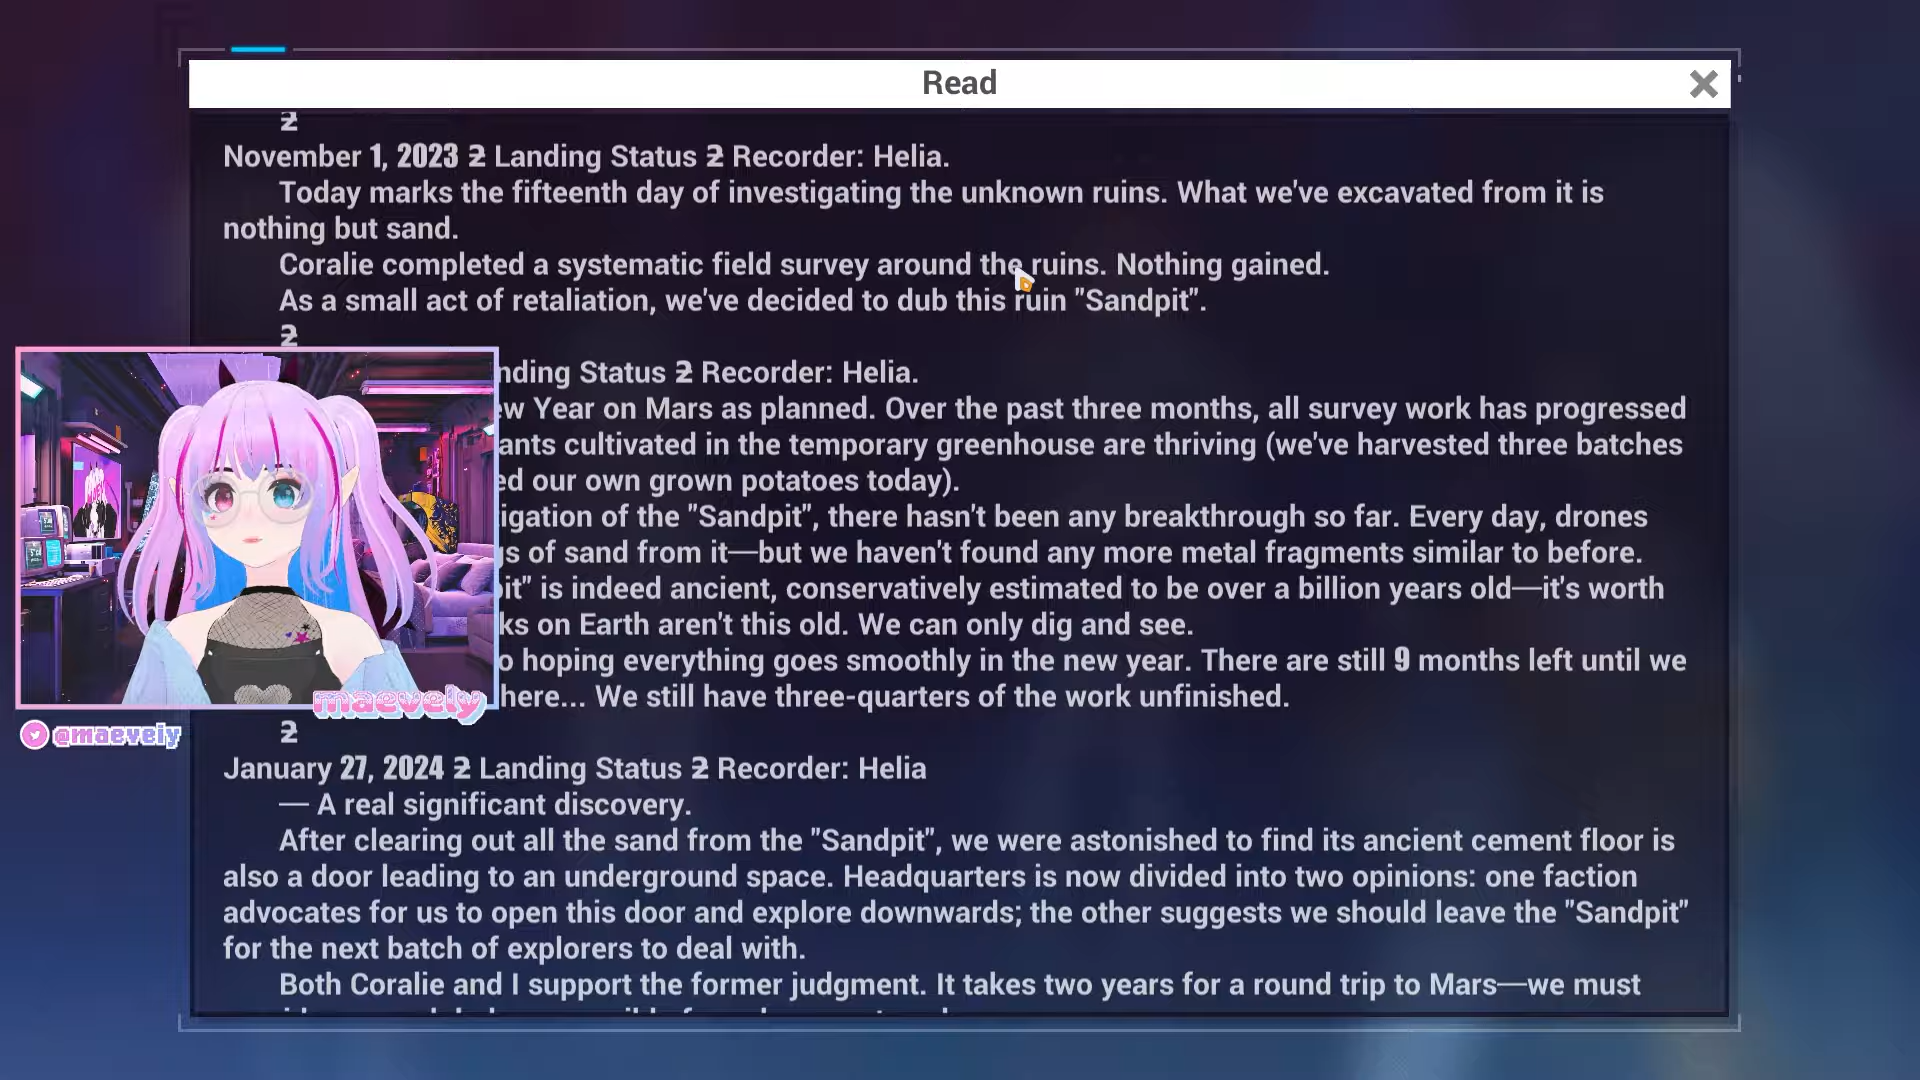 Read
2
November 1, 2023 2 Landing Status 2 Recorder: Helia.
Today marks the fifteenth day of investigating the unknown ruins. What we've excavated from it is
nothing but sand.
Coralie completed a systematic field survey around the ruins. Nothing gained.
As a small act of retaliation, we've decided to dub this ruin "Sandpit".
2
nding Status 2 Recorder: Helia.
ew Year on Mars as planned. Over the past three months, all survey work has progressed
ants cultivated in the temporary greenhouse are thriving (we've harvested three batches
ed our own grown potatoes today).
igation of the "Sandpit", there hasn't been any breakthrough so far. Every day, drones
gs of sand from it—but we haven't found any more metal fragments similar to before.
pit" is indeed ancient, conservatively estimated to be over a billion years old—it's worth
ks on Earth aren't this old. We can only dig and see.
o hoping everything goes smoothly in the new year. There are still 9 months left until we
here... We still have three-quarters of the work unfinished.
maevely
@maevely
2
January 27, 2024 2 Landing Status 2 Recorder: Helia
— A real significant discovery.
After clearing out all the sand from the "Sandpit", we were astonished to find its ancient cement floor is
also a door leading to an underground space. Headquarters is now divided into two opinions: one faction
advocates for us to open this door and explore downwards; the other suggests we should leave the "Sandpit"
for the next batch of explorers to deal with.
Both Coralie and I support the former judgment. It takes two years for a round trip to Mars—we must